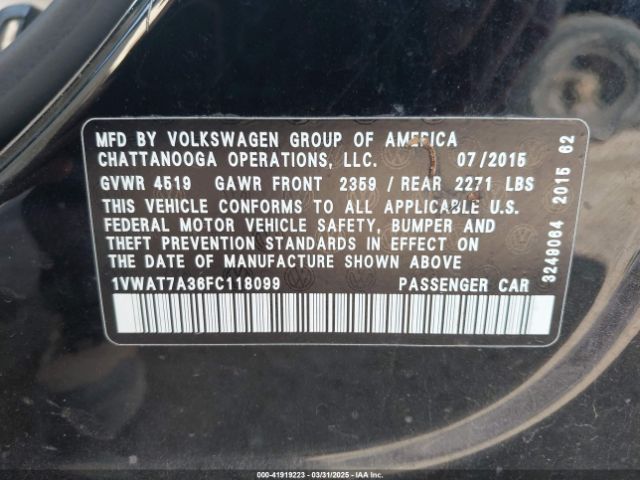 MFD BY VOLKSWAGEN GROUP OF AMERICA
CHATTANOOGA OPERATIONS, LLC. 07/2015
GVWR 4519 GAWR FRONT 2359 / REAR 2271 LBS
THIS VEHICLE CONFORMS TO ALL APPLICABLE U.S.
FEDERAL MOTOR VEHICLE SAFETY, BUMPER AND
THEFT PREVENTION STANDARDS IN EFFECT ON
THE DATE OF MANUFACTURE SHOWN ABOVE.
1VWAT7A36FC118099 PASSENGER CAR
3249064 2015 62
000-41919223 - 03/31/2025 - IAAI, Inc.